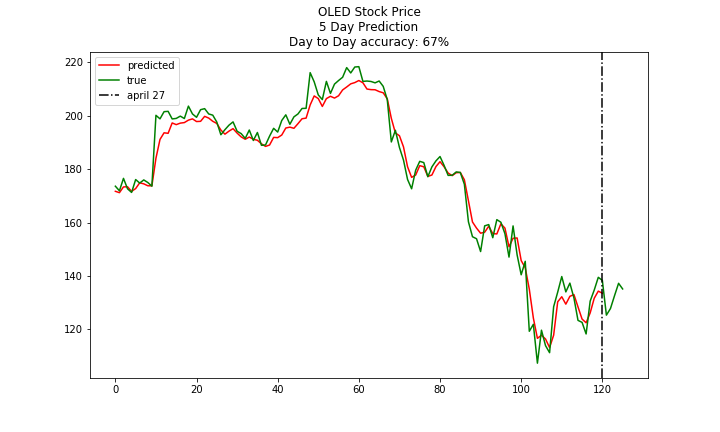 OLED Stock Price
5 Day Prediction
Day to Day accuracy: 67%
predicted
true
april 27
220
200
180
160
140
120
0 20 40 60 80 100 120